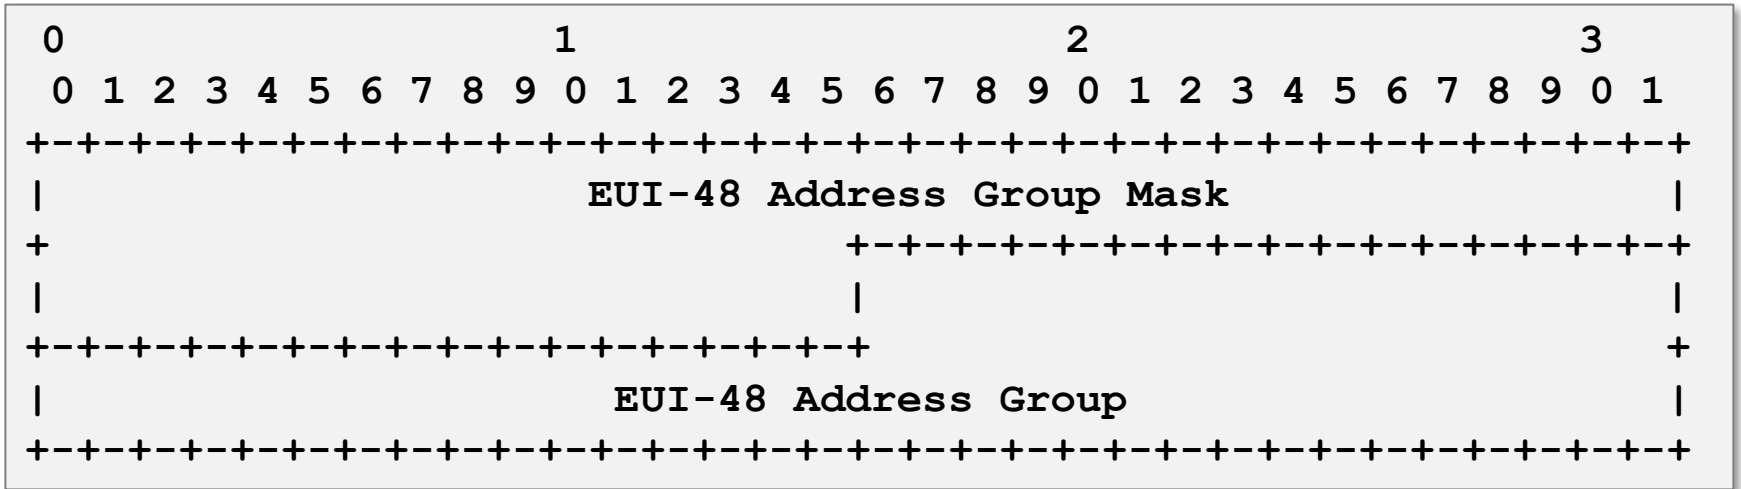 0                   1                   2                   3
 0 1 2 3 4 5 6 7 8 9 0 1 2 3 4 5 6 7 8 9 0 1 2 3 4 5 6 7 8 9 0 1
+-+-+-+-+-+-+-+-+-+-+-+-+-+-+-+-+-+-+-+-+-+-+-+-+-+-+-+-+-+-+-+-+
|                     EUI-48 Address Group Mask                 |
+                               +-+-+-+-+-+-+-+-+-+-+-+-+-+-+-+-+
|                               |                               |
+-+-+-+-+-+-+-+-+-+-+-+-+-+-+-+-+                               +
|                      EUI-48 Address Group                     |
+-+-+-+-+-+-+-+-+-+-+-+-+-+-+-+-+-+-+-+-+-+-+-+-+-+-+-+-+-+-+-+-+